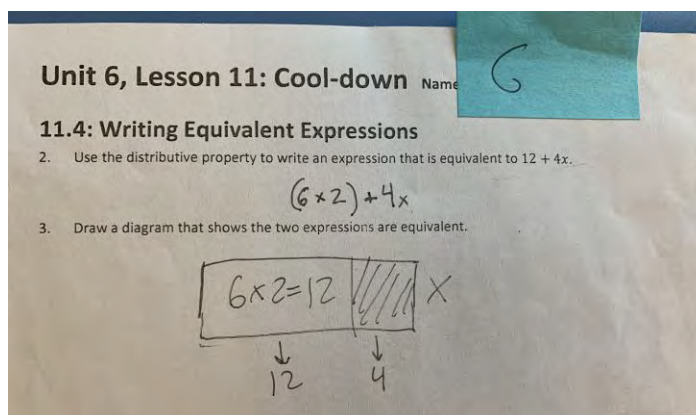 Unit 6, Lesson 11: Cool-down Name
G
11.4: Writing Equivalent Expressions
2. Use the distributive property to write an expression that is equivalent to 12 + 4x.
(6×2)+4x
3. Draw a diagram that shows the two expressions are equivalent.
6×2=12 X
↓ ↓
12 4